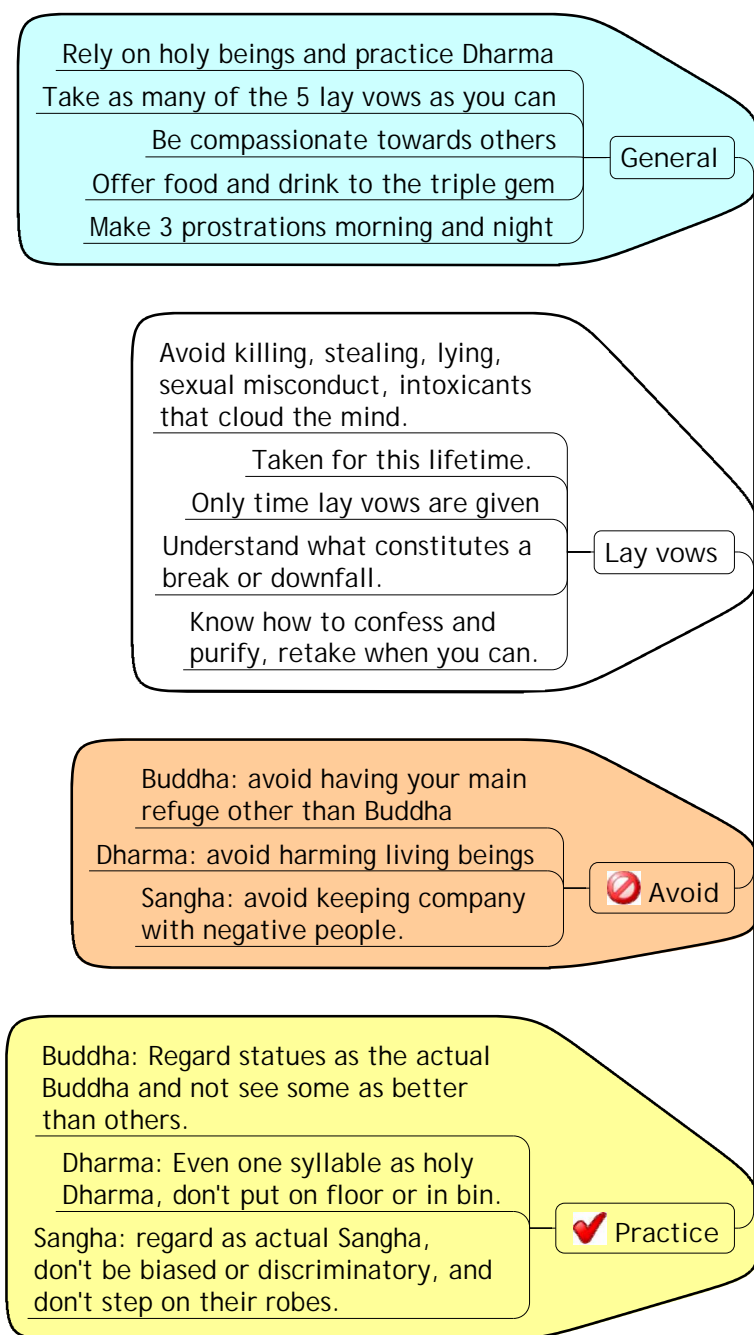 Rely on holy beings and practice Dharma
Take as many of the 5 lay vows as you can
Be compassionate towards others
Offer food and drink to the triple gem
Make 3 prostrations morning and night
General
Avoid killing, stealing, lying,
sexual misconduct, intoxicants
that cloud the mind.
Taken for this lifetime.
Only time lay vows are given
Understand what constitutes a
break or downfall.
Know how to confess and
purify, retake when you can.
Lay vows
Buddha: avoid having your main
refuge other than Buddha
Dharma: avoid harming living beings
Sangha: avoid keeping company
with negative people.
Avoid
Buddha: Regard statues as the actual
Buddha and not see some as better
than others.
Dharma: Even one syllable as holy
Dharma, don't put on floor or in bin.
Sangha: regard as actual Sangha,
don't be biased or discriminatory, and
don't step on their robes.
Practice